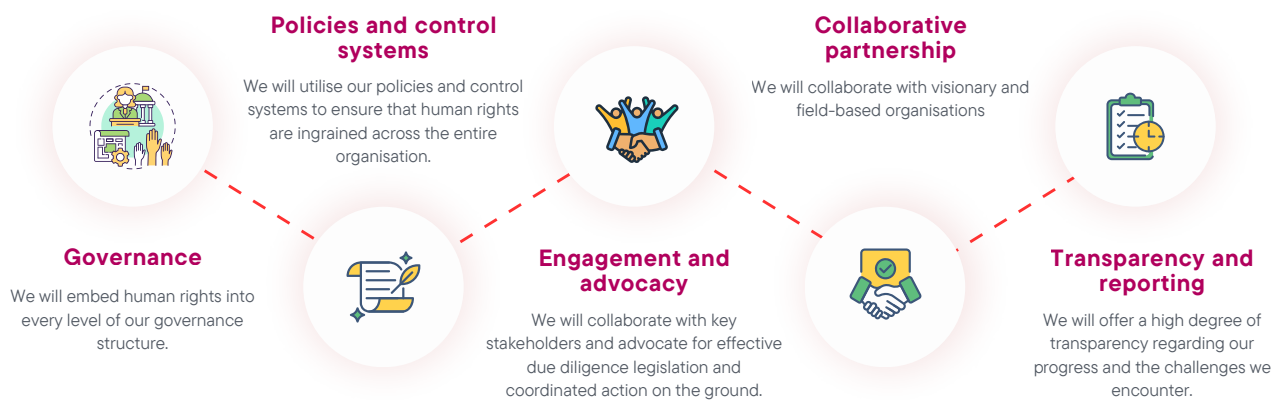 Governance
We will embed human rights into
every level of our governance
structure.
Policies and control
systems
We will utilise our policies and control
systems to ensure that human rights
are ingrained across the entire
organisation.
Engagement and
advocacy
We will collaborate with key
stakeholders and advocate for effective
due diligence legislation and
coordinated action on the ground.
Collaborative
partnership
We will collaborate with visionary and
field-based organisations
Transparency and
reporting
We will offer a high degree of
transparency regarding our
progress and the challenges we
encounter.